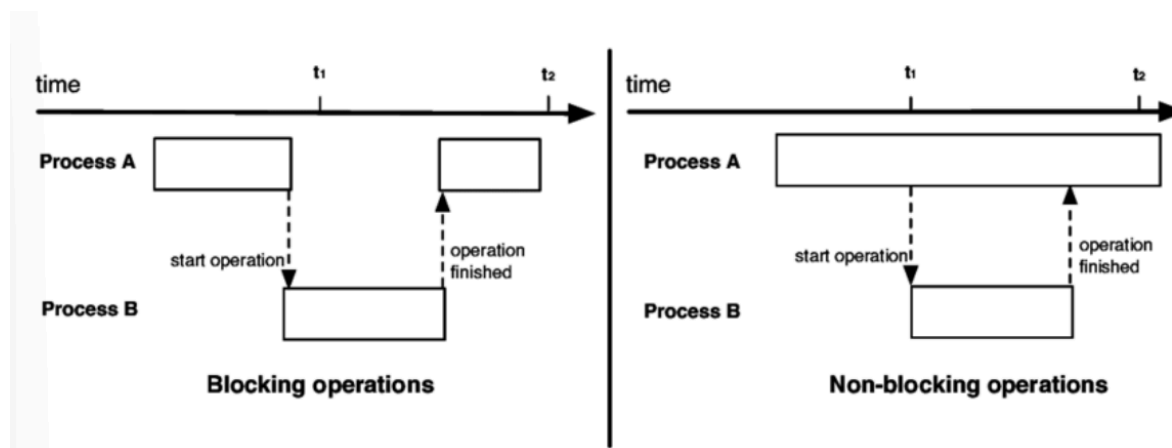 time
t1
t2
Process A
start operation
operation
finished
Process B
Blocking operations
time
t1
t2
Process A
start operation
operation
finished
Process B
Non-blocking operations